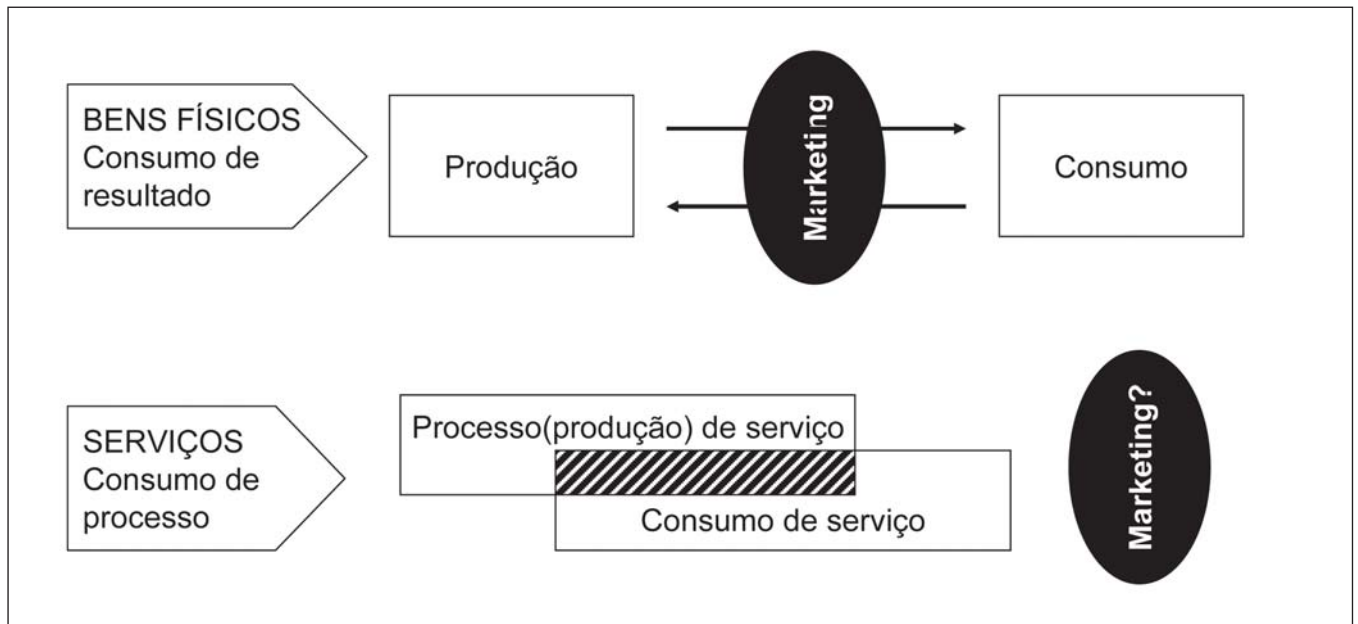 BENS FÍSICOS
Consumo de
resultado
Produção
Marketing
Consumo
SERVIÇOS
Consumo de
processo
Processo(produção) de serviço
Consumo de serviço
Marketing?